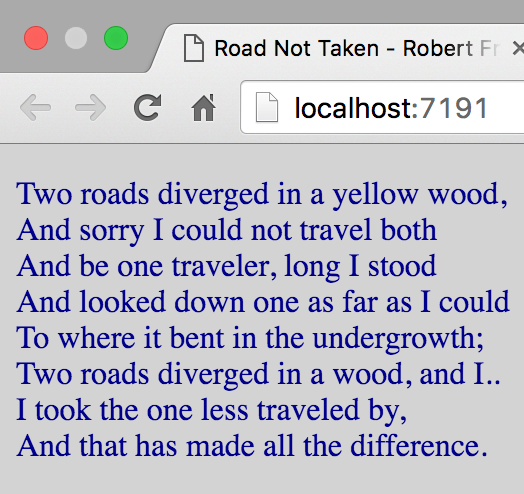 Road Not Taken - Robert Fr
localhost:7191
Two roads diverged in a yellow wood,
And sorry I could not travel both
And be one traveler, long I stood
And looked down one as far as I could
To where it bent in the undergrowth;
Two roads diverged in a wood, and I..
I took the one less traveled by,
And that has made all the difference.